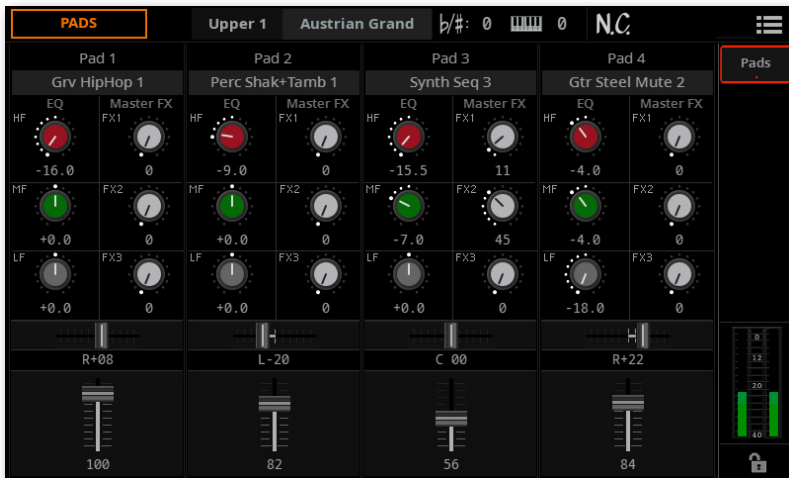 PADS Upper 1 Austrian Grand ♭/#: 0 0 N.C.
Pad 1 Pad 2 Pad 3 Pad 4 Pads
Grv HipHop 1 Perc Shak+Tamb 1 Synth Seq 3 Gtr Steel Mute 2
EQ Master FX EQ Master FX EQ Master FX EQ Master FX
HF FX1 HF FX1 HF FX1 HF FX1
-16.0 0 -9.0 0 -15.5 11 -4.0 0
MF FX2 MF FX2 MF FX2 MF FX2
+0.0 0 +0.0 0 -7.0 45 -4.0 0
LF FX3 LF FX3 LF FX3 LF FX3
+0.0 0 +0.0 0 +0.0 0 -18.0 0
0
12
R+08 L-20 C 00 R+22
20
40
100 82 56 84